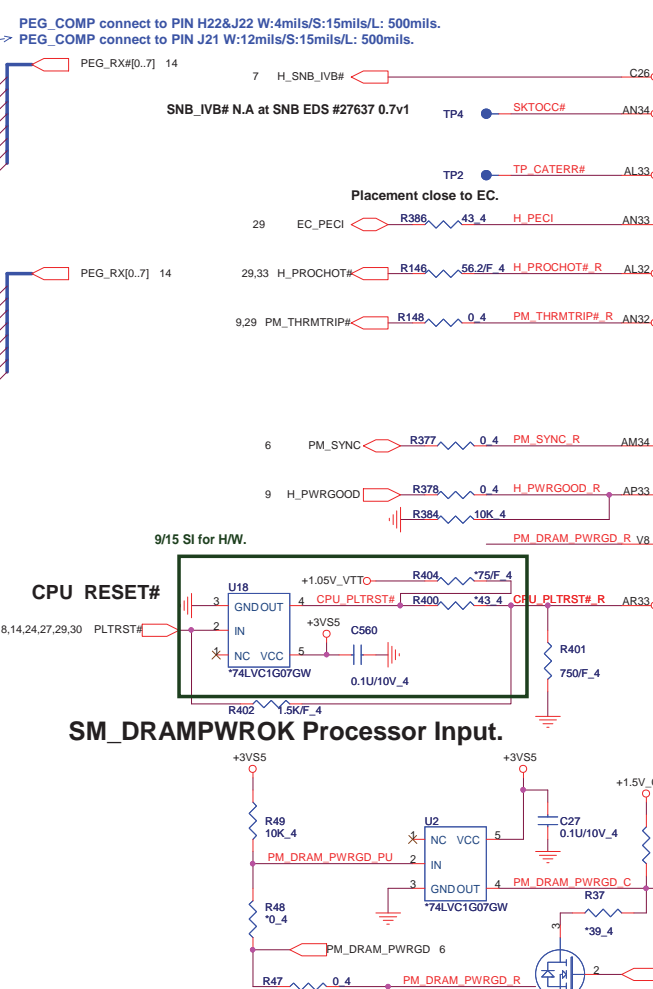 PEG_COMP connect to PIN H22&J22 W:4mils/S:15mils/L: 500mils.
PEG_COMP connect to PIN J21 W:12mils/S:15mils/L: 500mils.
PEG_RX#[0..7] 14
7 H_SNB_IVB# C26
SNB_IVB# N.A at SNB EDS #27637 0.7v1
TP4 SKTOCC# AN34
TP2 TP_CATERR# AL33
Placement close to EC.
29 EC_PECI R386 43_4 H_PECI AN33
PEG_RX[0..7] 14
29,33 H_PROCHOT# R146 56.2/F_4 H_PROCHOT#_R AL32
9,29 PM_THRMTRIP# R148 0_4 PM_THRMTRIP#_R AN32
6 PM_SYNC R377 0_4 PM_SYNC_R AM34
9 H_PWRGOOD R378 0_4 H_PWRGOOD_R AP33
R384 10K_4
PM_DRAM_PWRGD_R V8
9/15 SI for H/W.
CPU RESET#
U18
+1.05V_VTT R404 *75/F_4
3 GND OUT 4 CPU_PLTRST# R400 *43_4 CPU_PLTRST#_R AR33
8,14,24,27,29,30 PLTRST# 2 IN
+3VS5
C560
1 NC VCC 5
0.1U/10V_4
*74LVC1G07GW
R401
750/F_4
R402 1.5K/F_4
SM_DRAMPWROK Processor Input.
+3VS5
+3VS5
+1.5V_
R49
10K_4
U2
1 NC VCC 5
C27
0.1U/10V_4
PM_DRAM_PWRGD_PU 2 IN
3 GND OUT 4 PM_DRAM_PWRGD_C
*74LVC1G07GW
R37
*39_4
R48
*0_4
3
PM_DRAM_PWRGD 6
2
R47 0_4 PM_DRAM_PWRGD_R